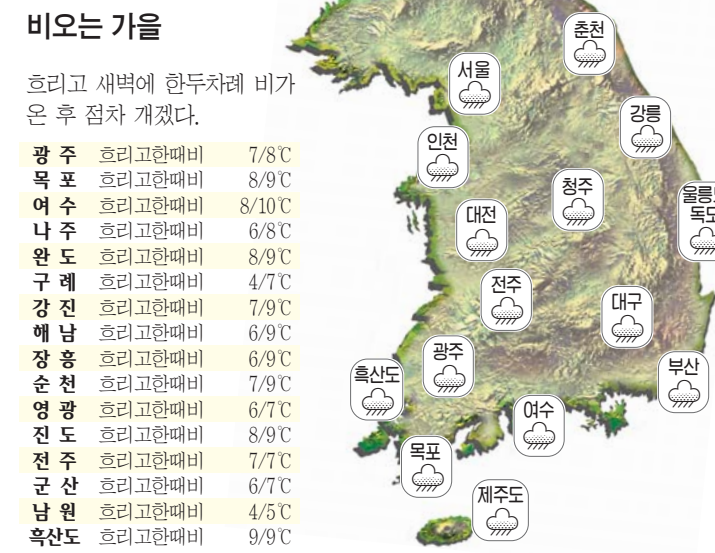 비오는 가을
흐리고 새벽에 한두차례 비가
온 후 점차 개겠다.
광 주 흐리고한때비 7/8℃
목 포 흐리고한때비 8/9℃
여 수 흐리고한때비 8/10℃
나 주 흐리고한때비 6/8℃
완 도 흐리고한때비 8/9℃
구 례 흐리고한때비 4/7℃
강 진 흐리고한때비 7/9℃
해 남 흐리고한때비 6/9℃
장 흥 흐리고한때비 6/9℃
순 천 흐리고한때비 7/9℃
영 광 흐리고한때비 6/7℃
진 도 흐리고한때비 8/9℃
전 주 흐리고한때비 7/7℃
군 산 흐리고한때비 6/7℃
남 원 흐리고한때비 4/5℃
흑산도 흐리고한때비 9/9℃
춘천
서울
강릉
인천
청주
울릉도
독도
대전
전주
대구
광주
흑산도
부산
여수
목포
제주도